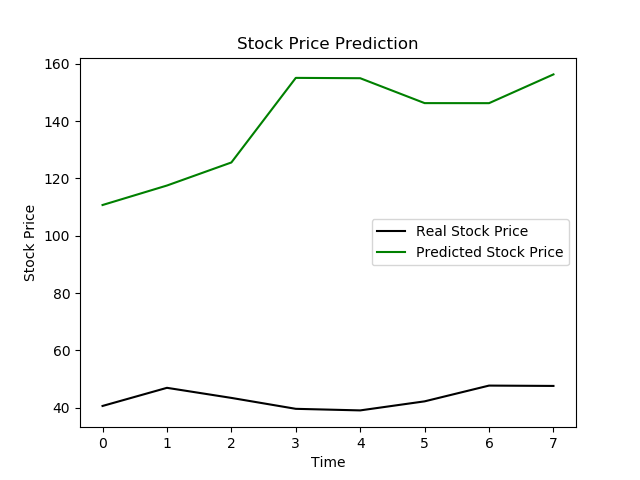 Stock Price Prediction
160
140
120
100
80
60
40
Stock Price
Real Stock Price
Predicted Stock Price
0 1 2 3 4 5 6 7
Time